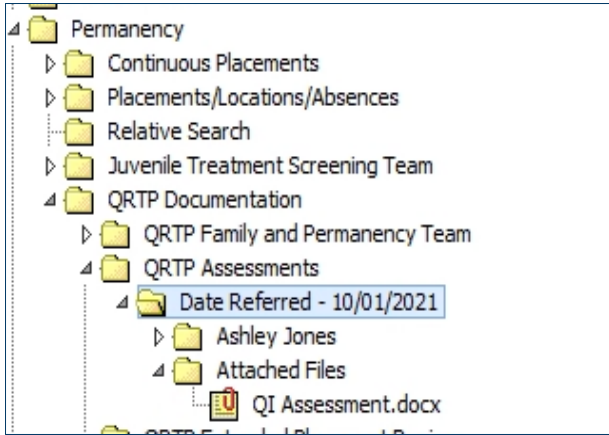 Permanency
Continuous Placements
Placements/Locations/Absences
Relative Search
Juvenile Treatment Screening Team
QRTP Documentation
QRTP Family and Permanency Team
QRTP Assessments
Date Referred - 10/01/2021
Ashley Jones
Attached Files
QI Assessment.docx